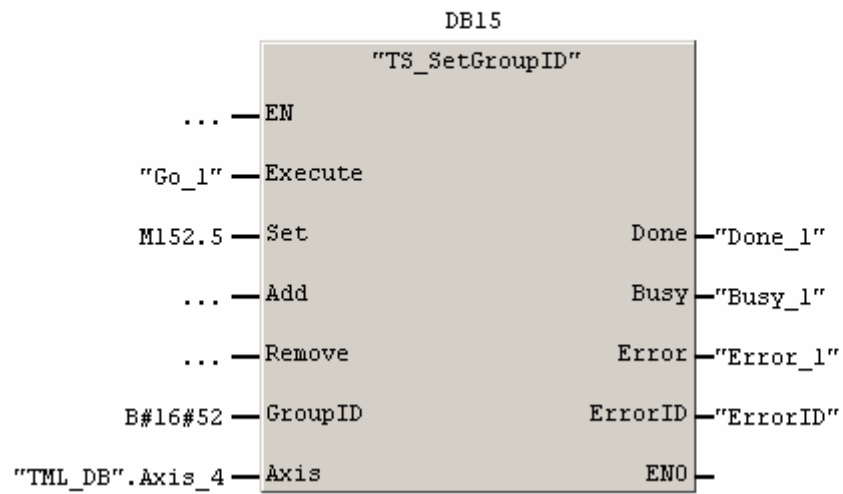 DB15
"TS_SetGroupID"
... EN
"Go_1" Execute
M152.5 Set Done "Done_1"
... Add Busy "Busy_1"
... Remove Error "Error_1"
B#16#52 GroupID ErrorID "ErrorID"
"TML_DB".Axis_4 Axis ENO